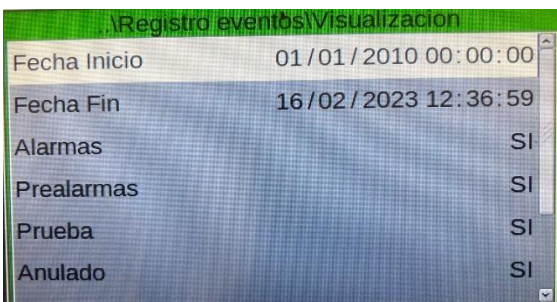 ..\Registro eventos\Visualizacion
Fecha Inicio 01/01/2010 00:00:00
Fecha Fin 16/02/2023 12:36:59
Alarmas SI
Prealarmas SI
Prueba SI
Anulado SI